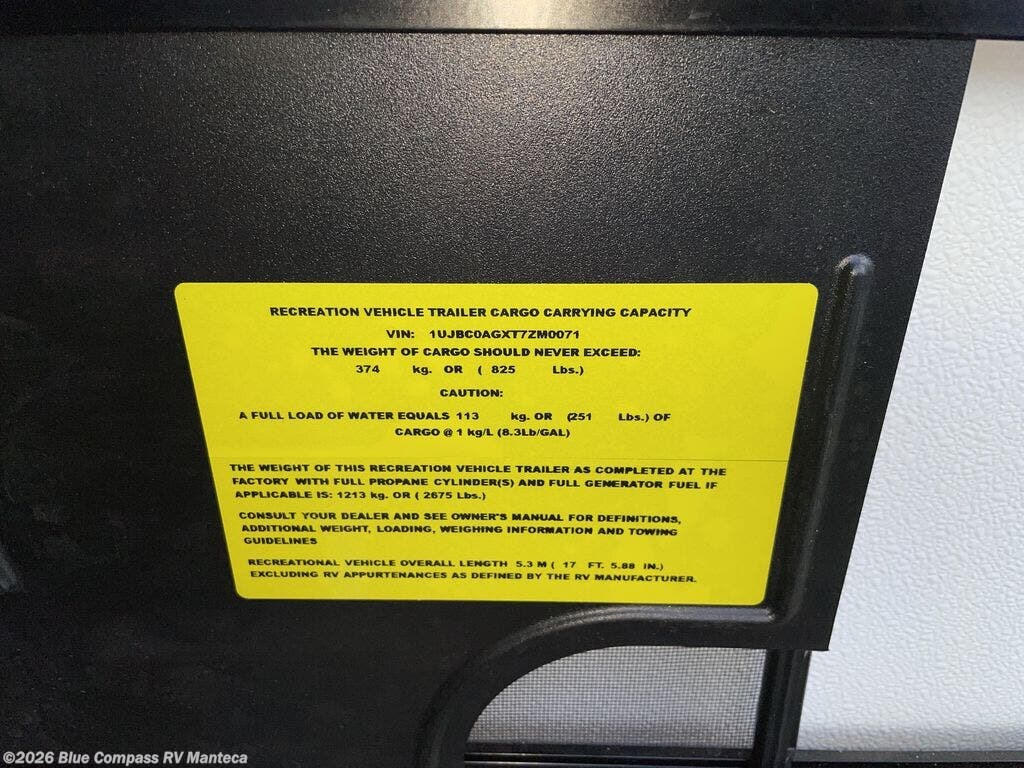 RECREATION VEHICLE TRAILER CARGO CARRYING CAPACITY
VIN: 1UJBC0AGXT7ZM0071
THE WEIGHT OF CARGO SHOULD NEVER EXCEED:
374 kg. OR ( 825 Lbs.)
CAUTION:
A FULL LOAD OF WATER EQUALS 113 kg. OR (251 Lbs.) OF
CARGO @ 1 kg/L (8.3Lb/GAL)
THE WEIGHT OF THIS RECREATION VEHICLE TRAILER AS COMPLETED AT THE
FACTORY WITH FULL PROPANE CYLINDER(S) AND FULL GENERATOR FUEL IF
APPLICABLE IS: 1213 kg. OR ( 2675 Lbs.)
CONSULT YOUR DEALER AND SEE OWNER'S MANUAL FOR DEFINITIONS,
ADDITIONAL WEIGHT, LOADING, WEIGHING INFORMATION AND TOWING
GUIDELINES
RECREATIONAL VEHICLE OVERALL LENGTH 5.3 M ( 17 FT. 5.88 IN.)
EXCLUDING RV APPURTENANCES AS DEFINED BY THE RV MANUFACTURER.
©2026 Blue Compass RV Manteca